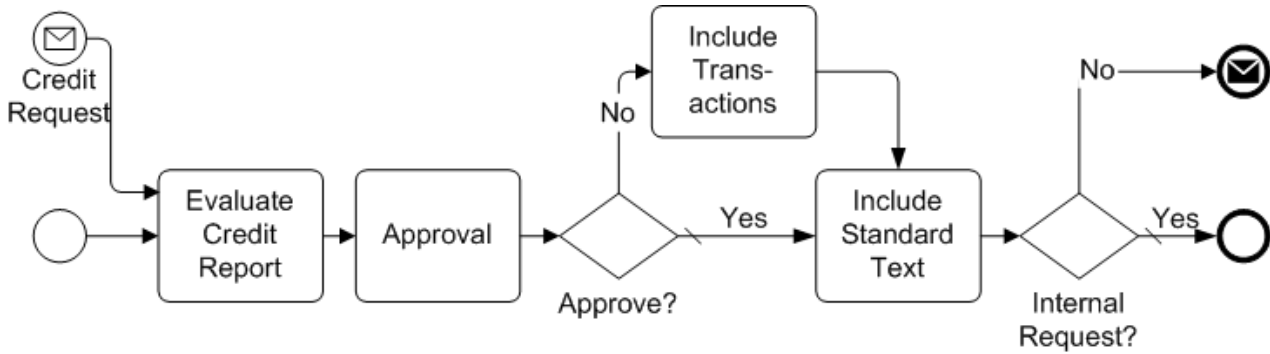 Credit
Request
Evaluate
Credit
Report
Approval
Approve?
No
Yes
Include
Trans-
actions
Include
Standard
Text
Internal
Request?
No
Yes